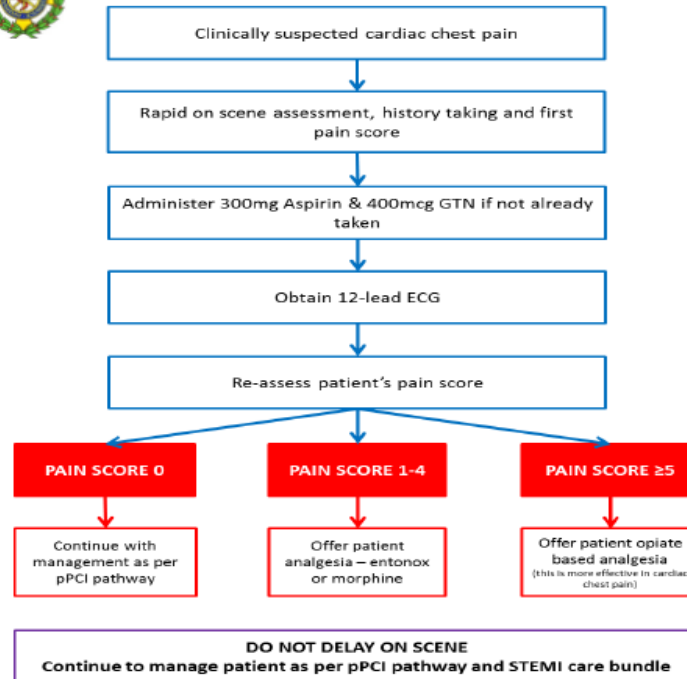 Clinically suspected cardiac chest pain
Rapid on scene assessment, history taking and first
pain score
Administer 300mg Aspirin & 400mcg GTN if not already
taken
Obtain 12-lead ECG
Re-assess patient's pain score
PAIN SCORE 0
PAIN SCORE 1-4
PAIN SCORE ≥5
Continue with
management as per
pPCI pathway
Offer patient
analgesia – entonox
or morphine
Offer patient opiate
based analgesia
(this is more effective in cardiac
chest pain)
DO NOT DELAY ON SCENE
Continue to manage patient as per pPCI pathway and STEMI care bundle